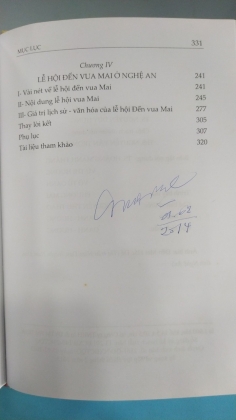 MỤC LỤC 331
Chương IV
LỄ HỘI ĐỀN VUA MAI Ở NGHỆ AN 241
I- Vài nét về lễ hội đền vua Mai 241
II- Nội dung lễ hội vua Mai 245
III- Giá trị lịch sử - văn hóa của lễ hội Đền vua Mai 277
Thay lời kết 305
Phụ lục 307
Tài liệu tham khảo 320